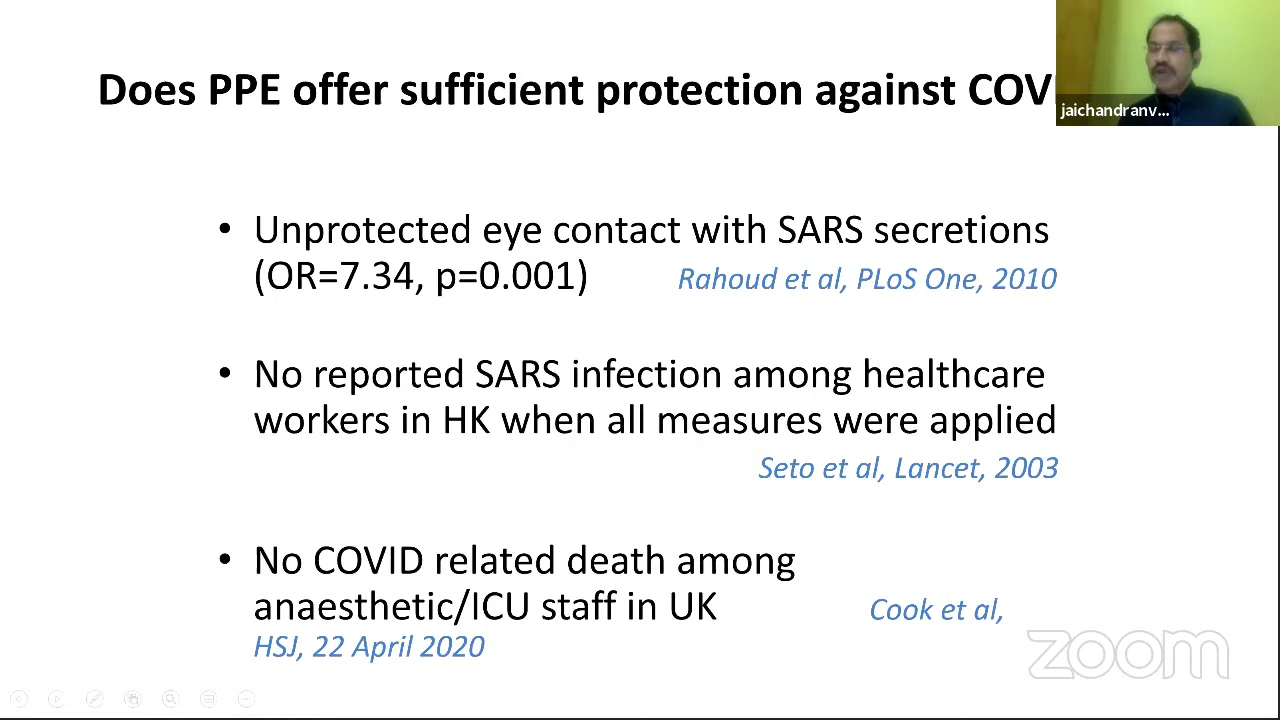 Does PPE offer sufficient protection against COV
jaichandranv...
• Unprotected eye contact with SARS secretions
(OR=7.34, p=0.001) Rahoud et al, PLoS One, 2010
• No reported SARS infection among healthcare
workers in HK when all measures were applied
Seto et al, Lancet, 2003
• No COVID related death among
anaesthetic/ICU staff in UK Cook et al,
HSJ, 22 April 2020
zoom